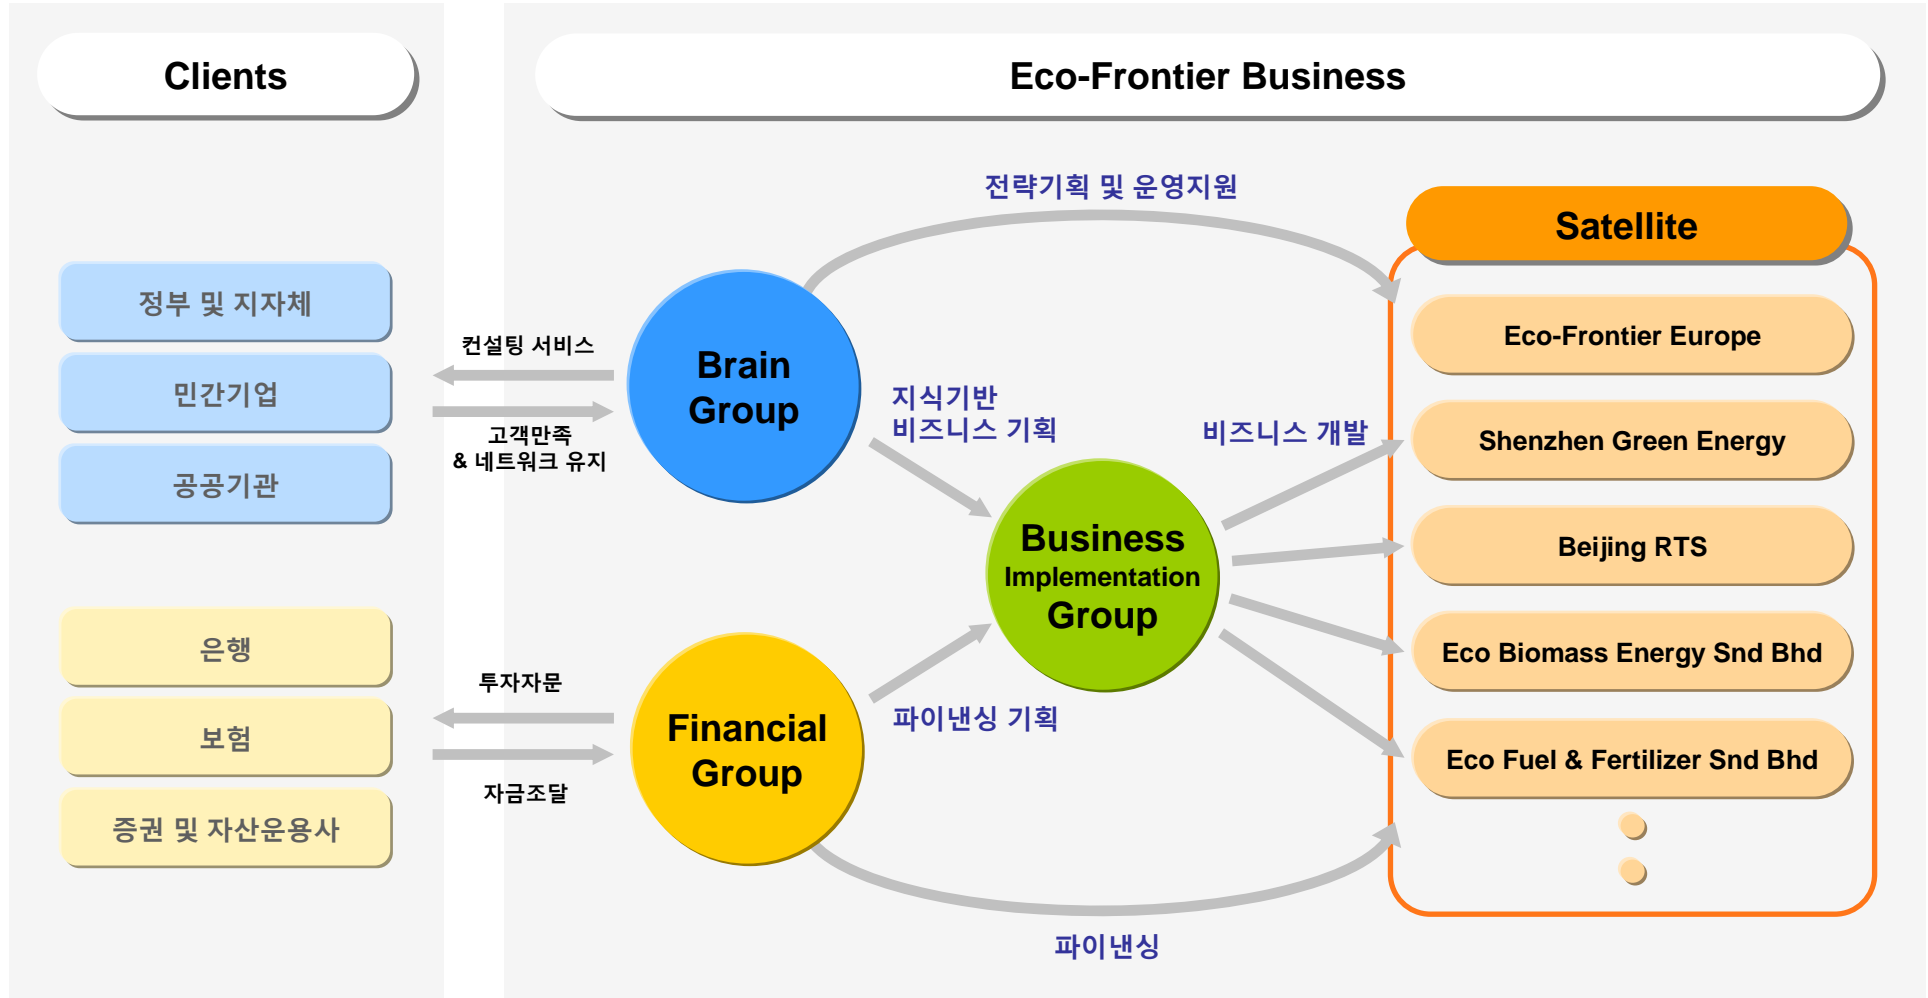 Clients
Eco-Frontier Business
정부 및 지자체
민간기업
공공기관
은행
보험
증권 및 자산운용사
컨설팅 서비스
고객만족
& 네트워크 유지
투자자문
자금조달
Brain
Group
Financial
Group
전략기획 및 운영지원
지식기반
비즈니스 기획
파이낸싱 기획
파이낸싱
Business
Implementation
Group
비즈니스 개발
Satellite
Eco-Frontier Europe
Shenzhen Green Energy
Beijing RTS
Eco Biomass Energy Snd Bhd
Eco Fuel & Fertilizer Snd Bhd